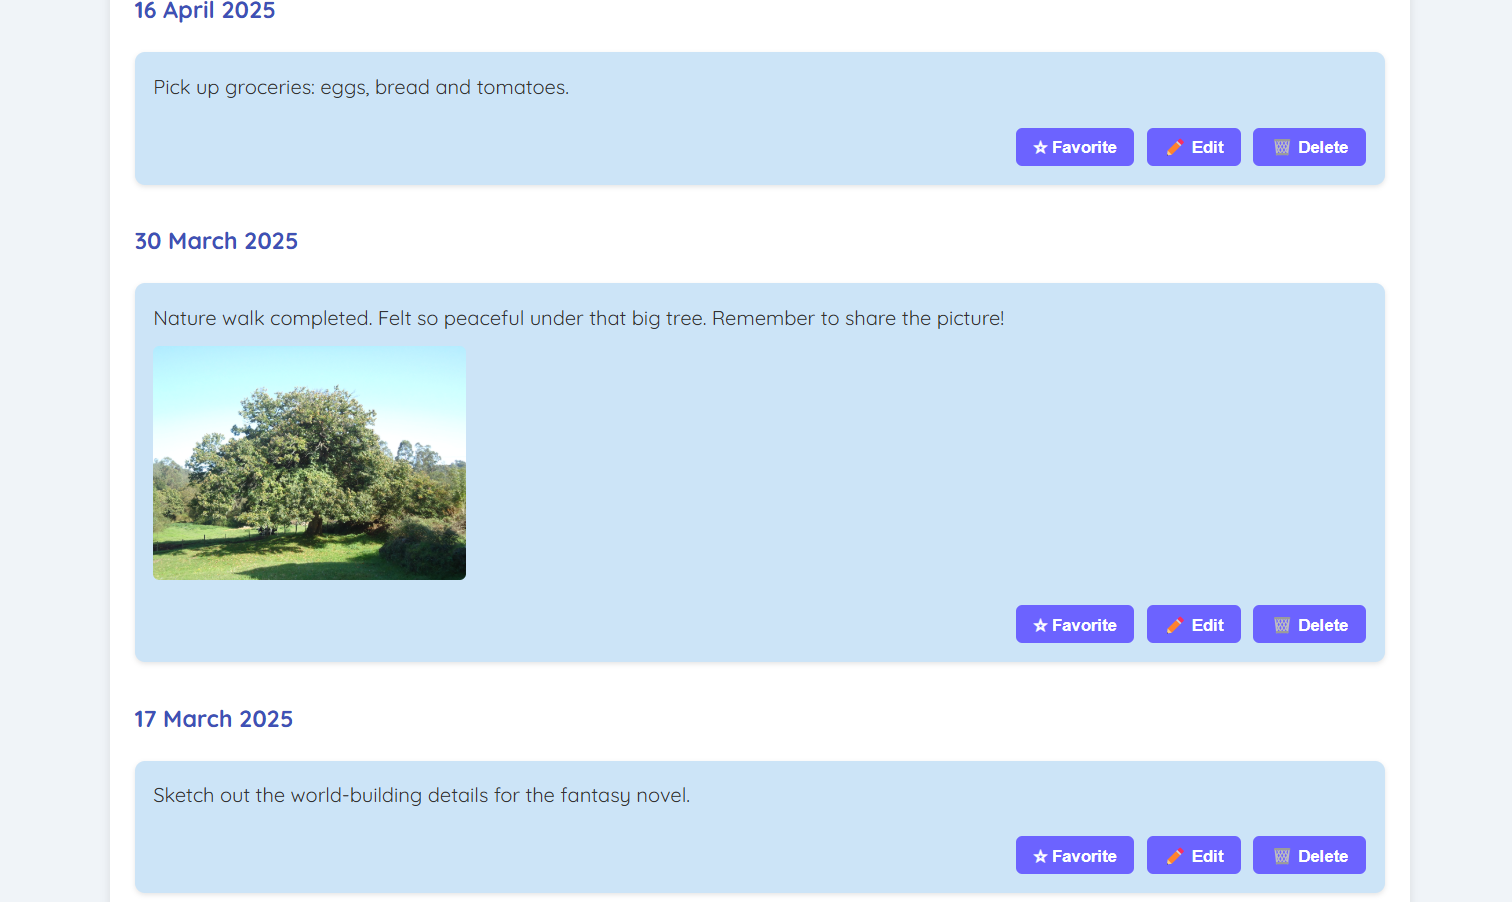 16 April 2025
Pick up groceries: eggs, bread and tomatoes.
☆ Favorite ✏️ Edit 🗑️ Delete
30 March 2025
Nature walk completed. Felt so peaceful under that big tree. Remember to share the picture!
☆ Favorite ✏️ Edit 🗑️ Delete
17 March 2025
Sketch out the world-building details for the fantasy novel.
☆ Favorite ✏️ Edit 🗑️ Delete